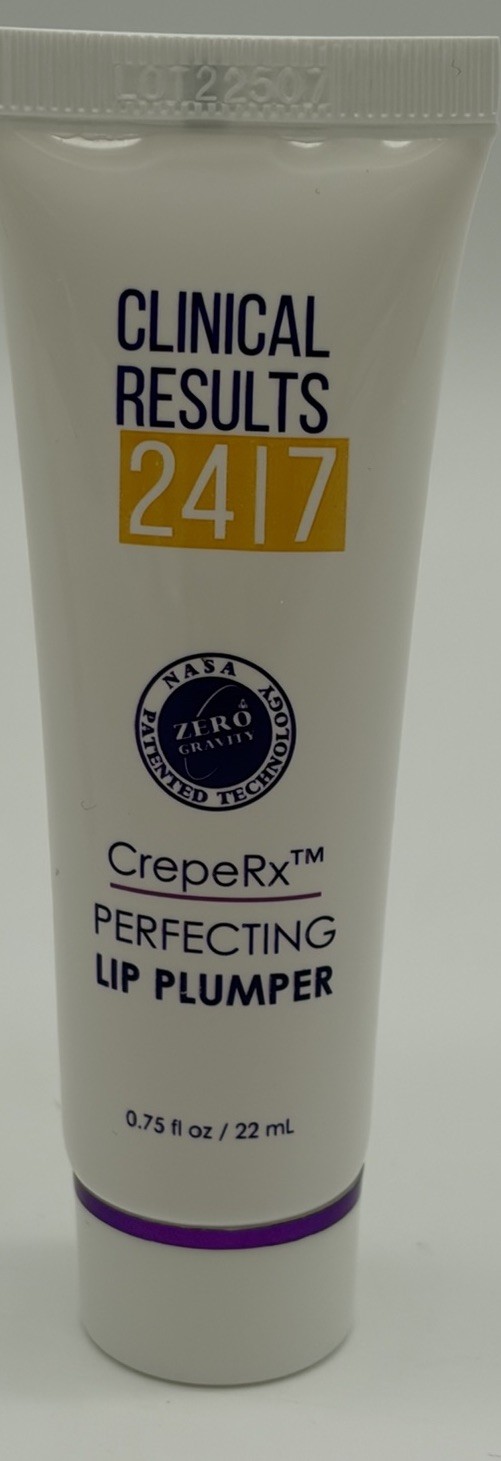 LOT22507
CLINICAL
RESULTS
24|7
NASA
PATENTED TECHNOLOGY
ZERO
GRAVITY
CrepeRx™
PERFECTING
LIP PLUMPER
0.75 fl oz / 22 mL